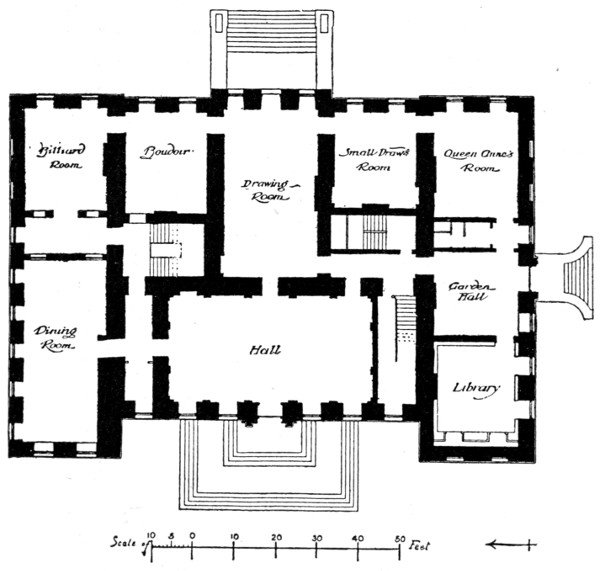 Billiard
Room
Boudoir
Drawing
Room
Small Draw'g
Room
Queen Anne's
Room
Dining
Room
Hall
Garden
Hall
Library
Scale of
10 5 0 10 20 30 40 50 Feet